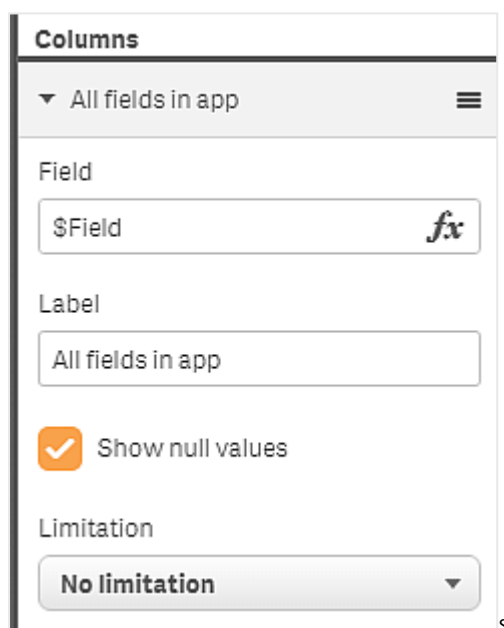 Columns
All fields in app
Field
$Field fx
Label
All fields in app
Show null values
Limitation
No limitation